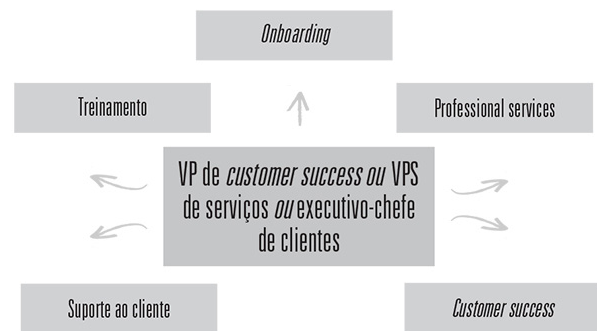 Onboarding
Treinamento
Professional services
VP de customer success ou VPS
de serviços ou executivo-chefe
de clientes
Suporte ao cliente
Customer success